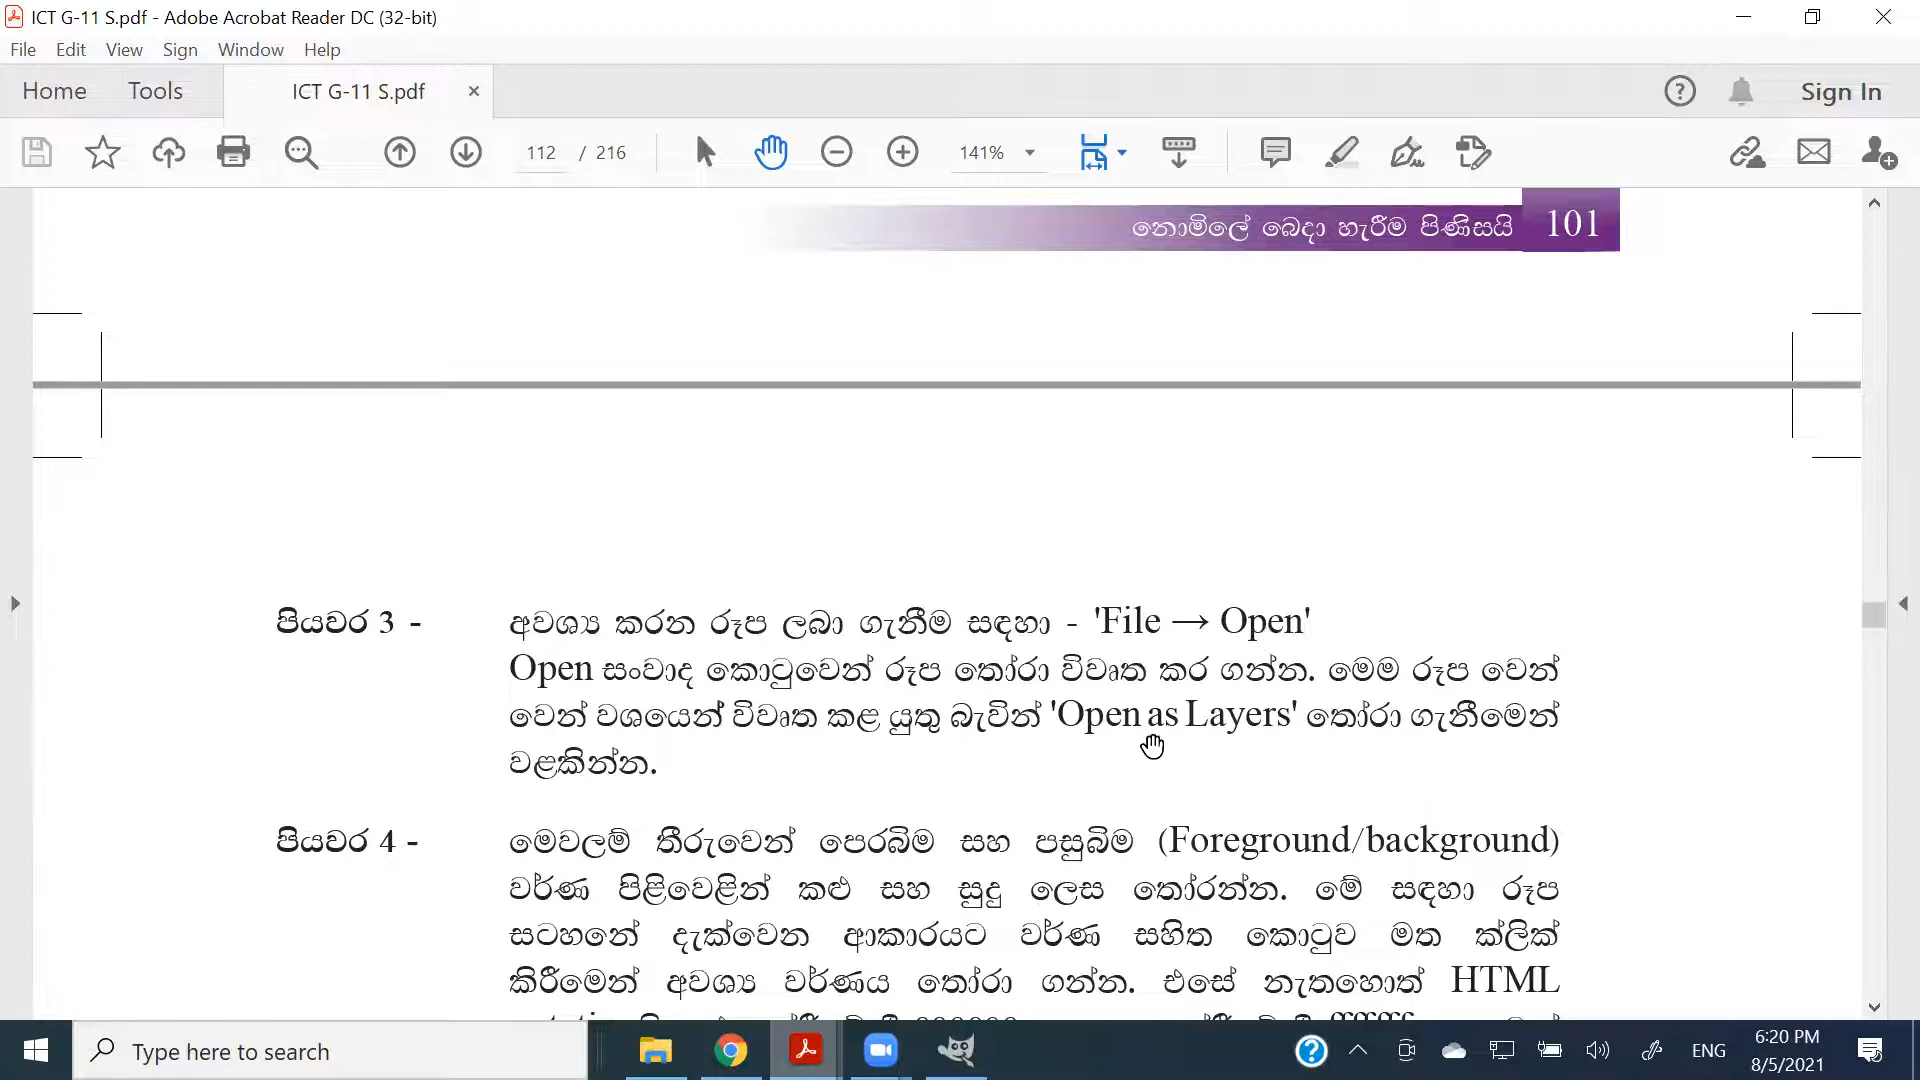 ICT G-11 S.pdf - Adobe Acrobat Reader DC (32-bit)
File Edit View Sign Window Help
Home Tools ICT G-11 S.pdf Sign In
112 / 216 141%
නොමිලේ බෙදා හැරීම පිණිසයි 101
පියවර 3 - අවශ්‍ය කරන රූප ලබා ගැනීම සඳහා - 'File → Open'
Open සංවාද කොටුවෙන් රූප තෝරා විවෘත කර ගන්න. මෙම රූප වෙන්
වෙන් වශයෙන් විවෘත කළ යුතු බැවින් 'Open as Layers' තෝරා ගැනීමෙන්
වළකින්න.
පියවර 4 - මෙවලම් තීරුවෙන් පෙරබිම සහ පසුබිම (Foreground/background)
වර්ණ පිළිවෙළින් කළු සහ සුදු ලෙස තෝරන්න. මේ සඳහා රූප
සටහනේ දැක්වෙන ආකාරයට වර්ණ සහිත කොටුව මත ක්ලික්
කිරීමෙන් අවශ්‍ය වර්ණය තෝරා ගන්න. එසේ නැතහොත් HTML
Type here to search ENG 6:20 PM
8/5/2021